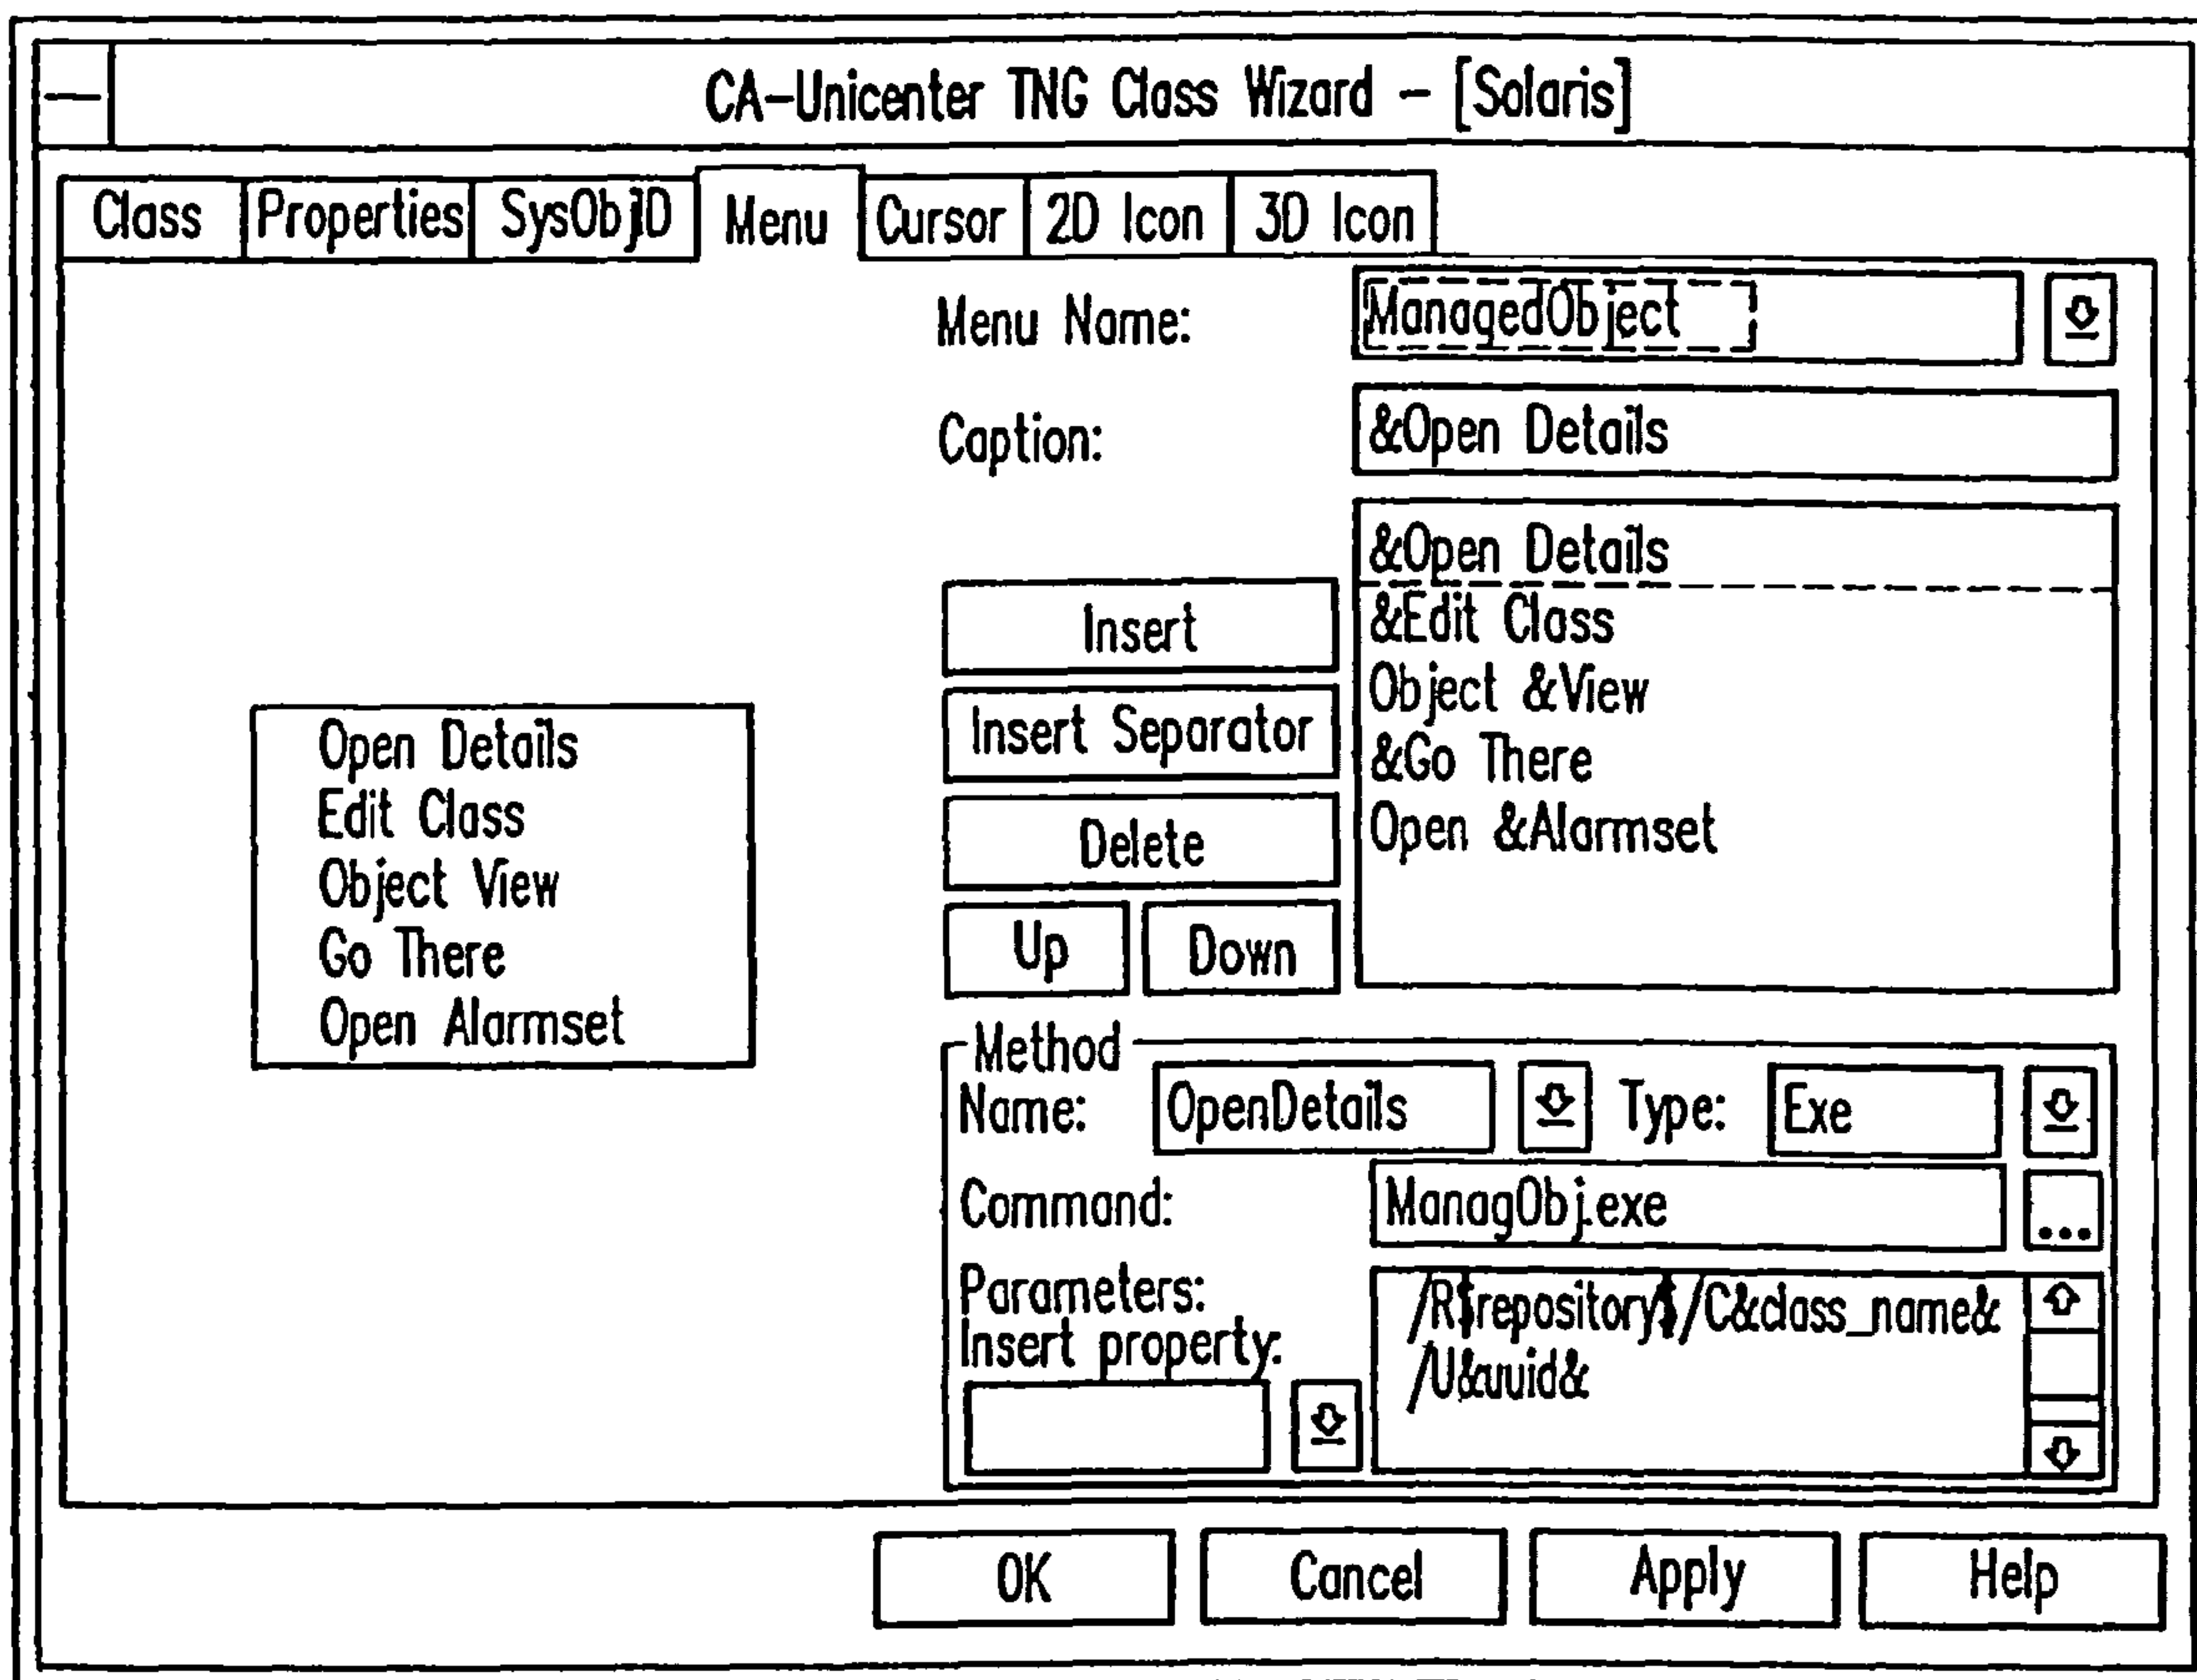 CA-Unicenter TNG Class Wizard - [Solaris]
Class Properties SysObjID Menu Cursor 2D Icon 3D Icon
Menu Name: ManagedObject
Caption: &Open Details
&Open Details
&Edit Class
Object &View
&Go There
Open &Alarmset
Insert
Insert Separator
Delete
Up Down
Open Details
Edit Class
Object View
Go There
Open Alarmset
Method
Name: OpenDetails Type: Exe
Command: ManagObj.exe ...
Parameters:
Insert property:
/R$repository$/C&class_name&
/U&uuid&
OK Cancel Apply Help